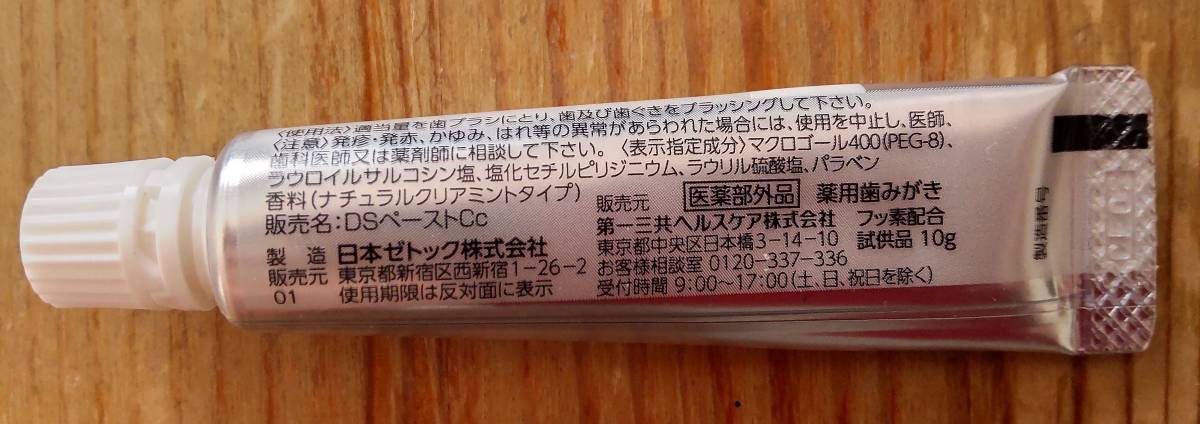 〈使用法〉適当量を歯ブラシにとり、歯及び歯ぐきをブラッシングして下さい。
〈注意〉発疹・発赤、かゆみ、はれ等の異常があらわれた場合には、使用を中止し、医師、
歯科医師又は薬剤師に相談して下さい。〈表示指定成分〉マクロゴール400(PEG-8)、
ラウロイルサルコシン塩、塩化セチルピリジニウム、ラウリル硫酸塩、パラベン
香料(ナチュラルクリアミントタイプ)
販売名:DSペーストCc
製造 日本ゼトック株式会社
販売元 東京都新宿区西新宿1-26-2
01 使用期限は反対面に表示
販売元 医薬部外品 薬用歯みがき
第一三共ヘルスケア株式会社 フッ素配合
東京都中央区日本橋3-14-10 試供品 10g
お客様相談室 0120-337-336
受付時間 9:00~17:00(土、日、祝日を除く)
製造番号